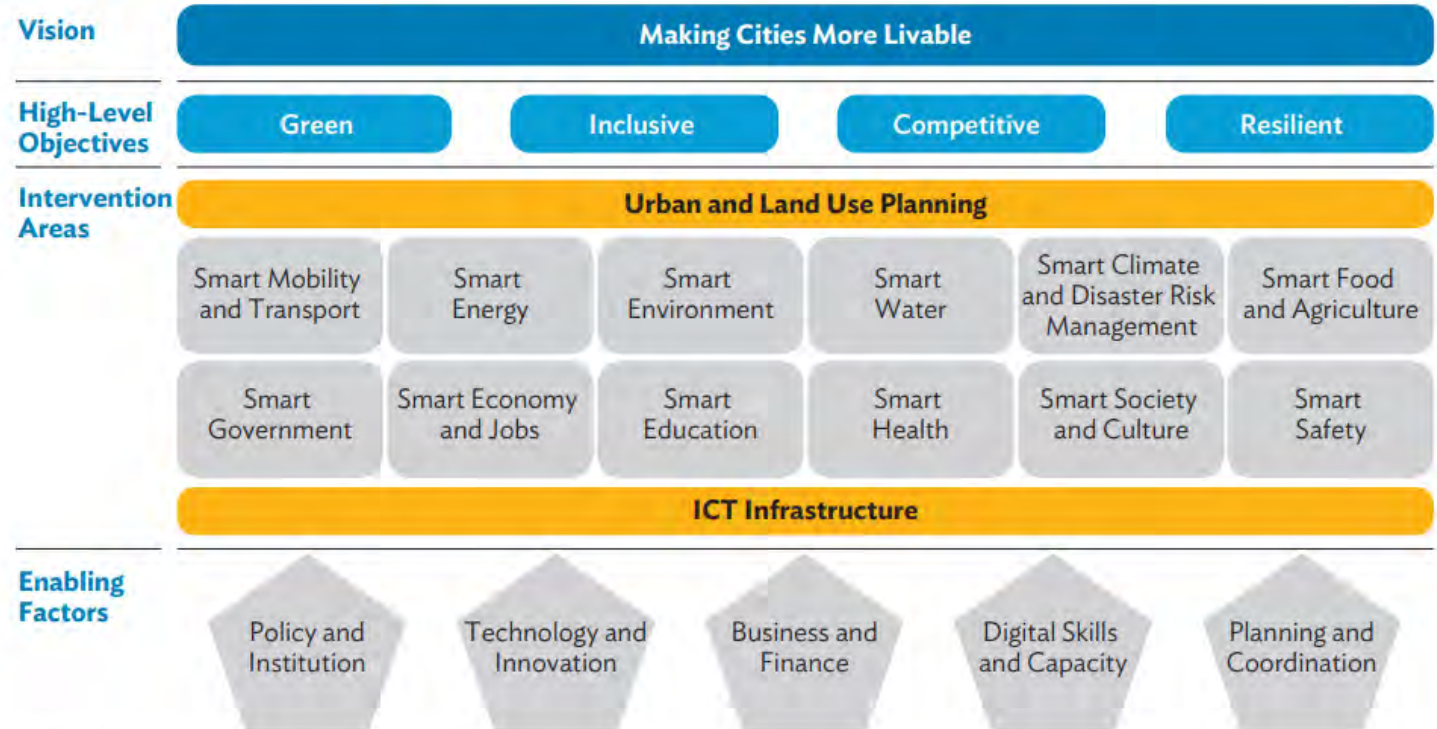 Vision
Making Cities More Livable
High-Level
Objectives
Green
Inclusive
Competitive
Resilient
Intervention
Areas
Urban and Land Use Planning
Smart Mobility
and Transport
Smart
Energy
Smart
Environment
Smart
Water
Smart Climate
and Disaster Risk
Management
Smart Food
and Agriculture
Smart
Government
Smart Economy
and Jobs
Smart
Education
Smart
Health
Smart Society
and Culture
Smart
Safety
ICT Infrastructure
Enabling
Factors
Policy and
Institution
Technology and
Innovation
Business and
Finance
Digital Skills
and Capacity
Planning and
Coordination